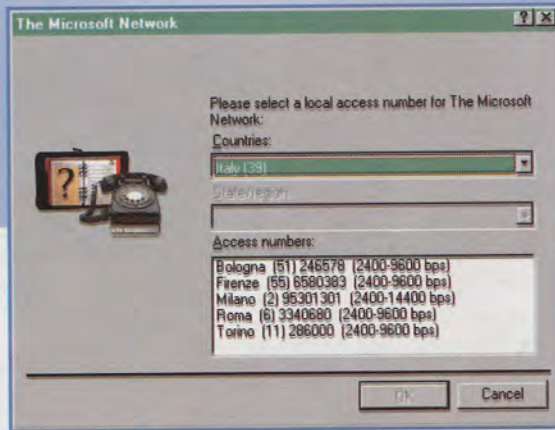 The Microsoft Network
Please select a local access number for The Microsoft
Network:
Countries:
Italy (39)
State/region:
Access numbers:
Bologna (51) 246578 (2400-9600 bps)
Firenze (55) 6580383 (2400-9600 bps)
Milano (2) 95301301 (2400-14400 bps)
Roma (6) 3340680 (2400-9600 bps)
Torino (11) 286000 (2400-9600 bps)
OK
Cancel